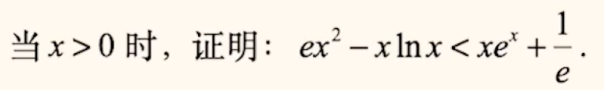 当 x > 0 时，证明：ex² − x ln x < xeˣ + 1/e .